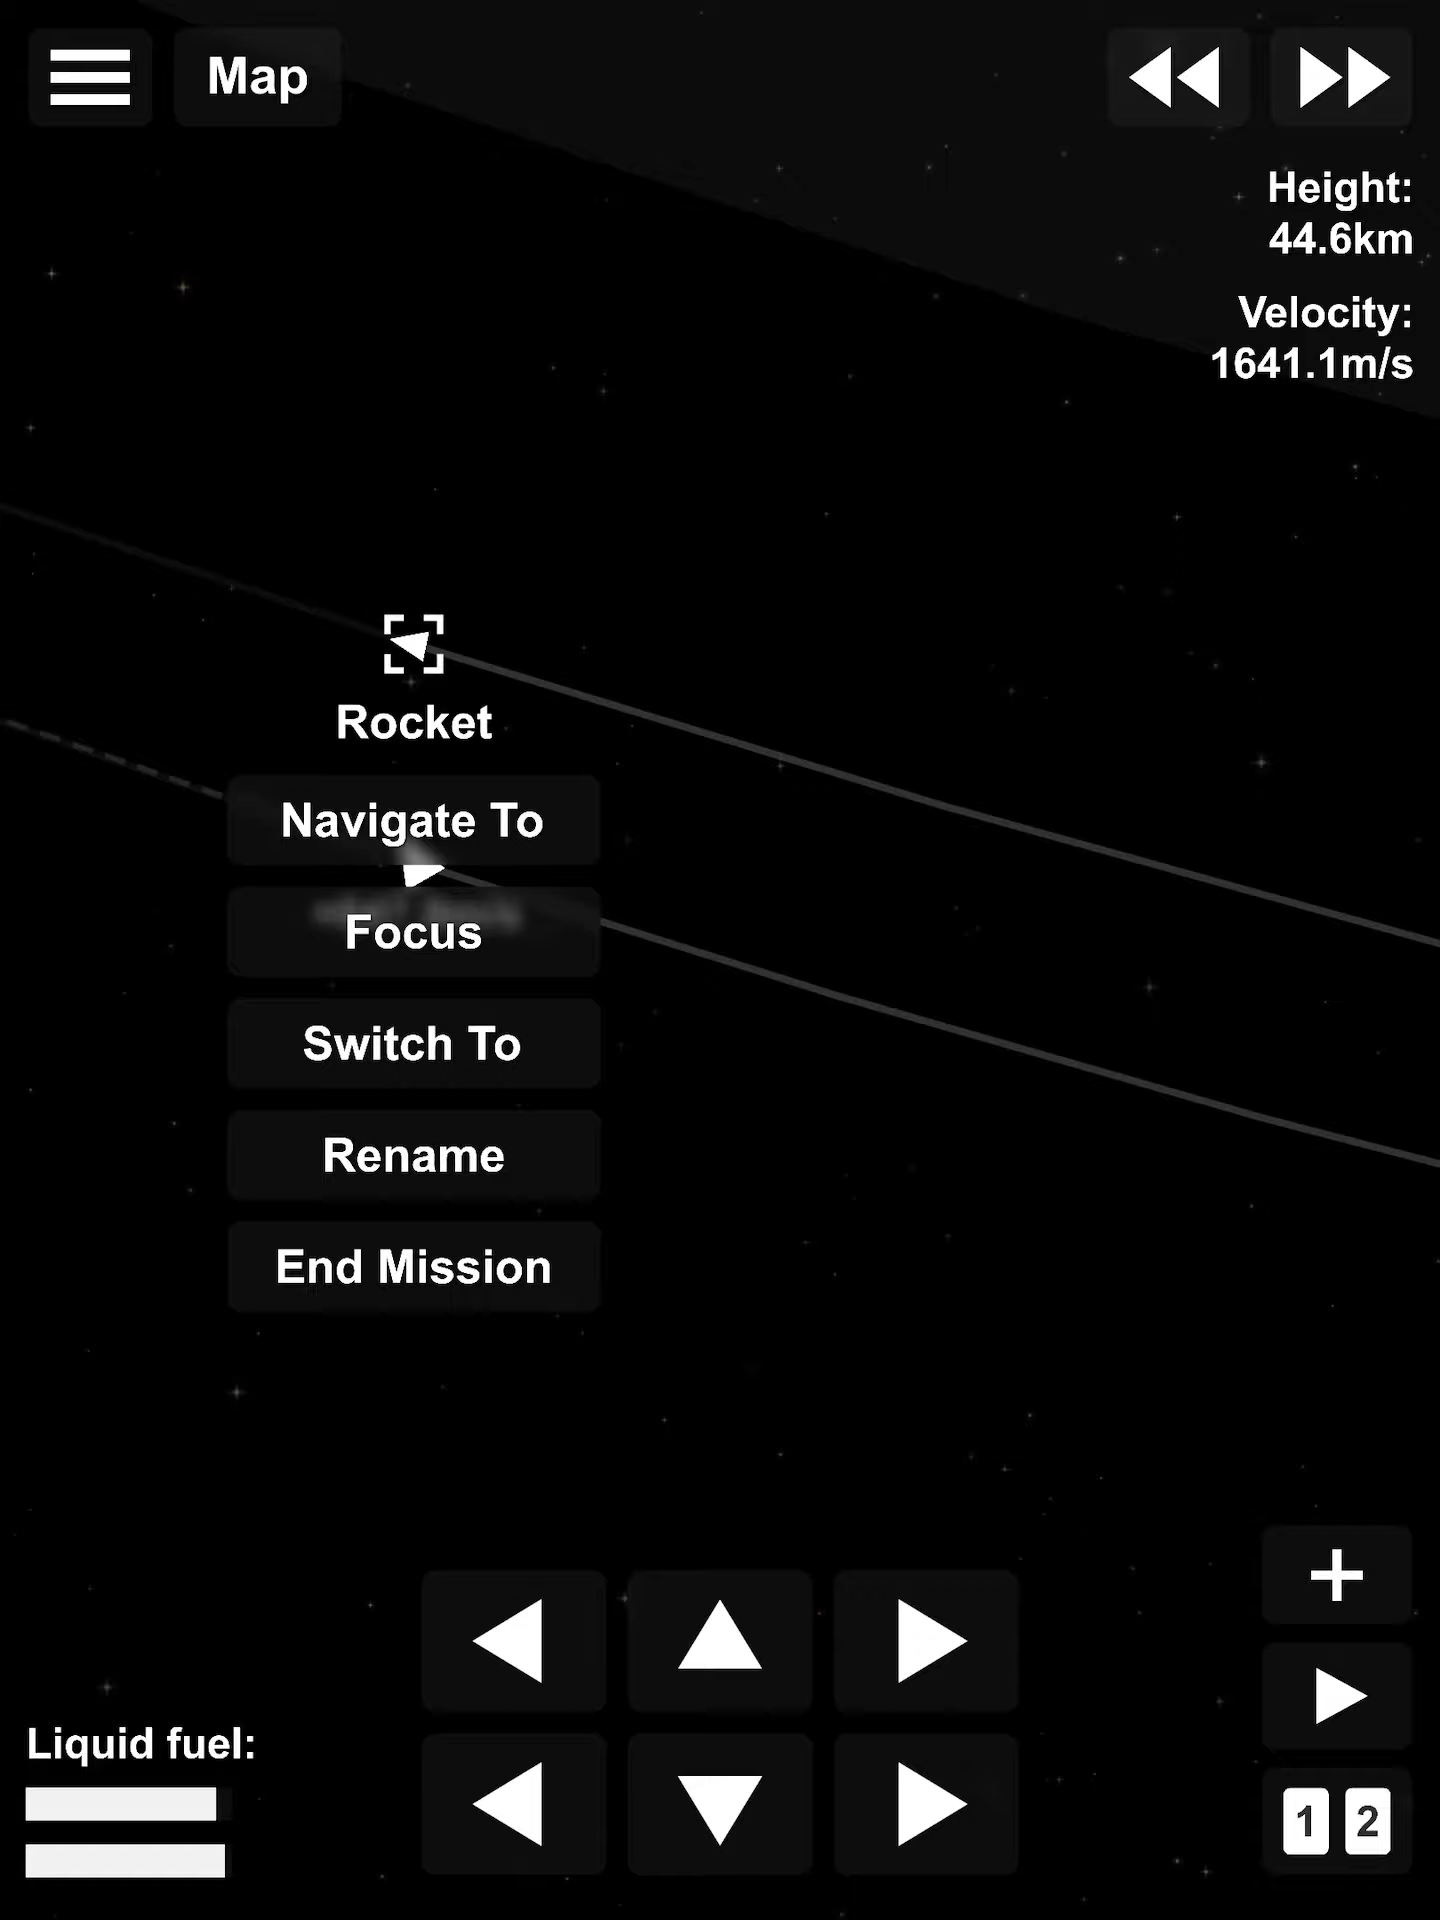 Map
Height:
44.6km
Velocity:
1641.1m/s
Rocket
Navigate To
Focus
Switch To
Rename
End Mission
Liquid fuel:
1 2